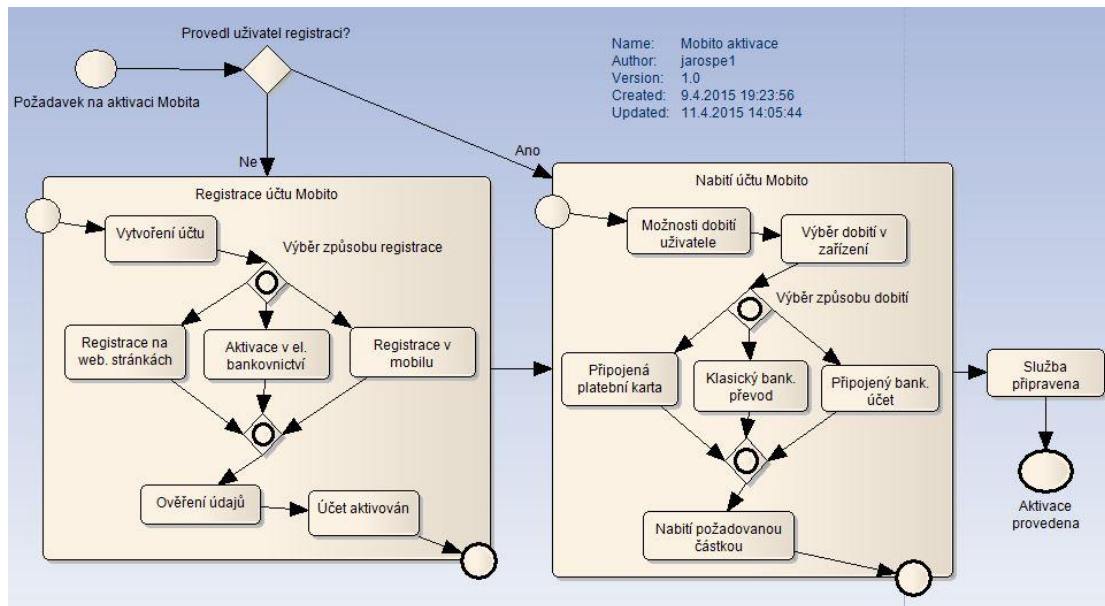 Provedl uživatel registraci?
Name: Mobito aktivace
Author: jarospe1
Version: 1.0
Created: 9.4.2015 19:23:56
Updated: 11.4.2015 14:05:44
Požadavek na aktivaci Mobita
Ne
Ano
Registrace účtu Mobito
Vytvoření účtu
Výběr způsobu registrace
Registrace na
web. stránkách
Aktivace v el.
bankovnictví
Registrace v
mobilu
Ověření údajů
Účet aktivován
Nabití účtu Mobito
Možnosti dobití
uživatele
Výběr dobití v
zařízení
Výběr způsobu dobití
Připojená
platební karta
Klasický bank.
převod
Připojený bank.
účet
Nabití požadovanou
částkou
Služba
připravena
Aktivace
provedena